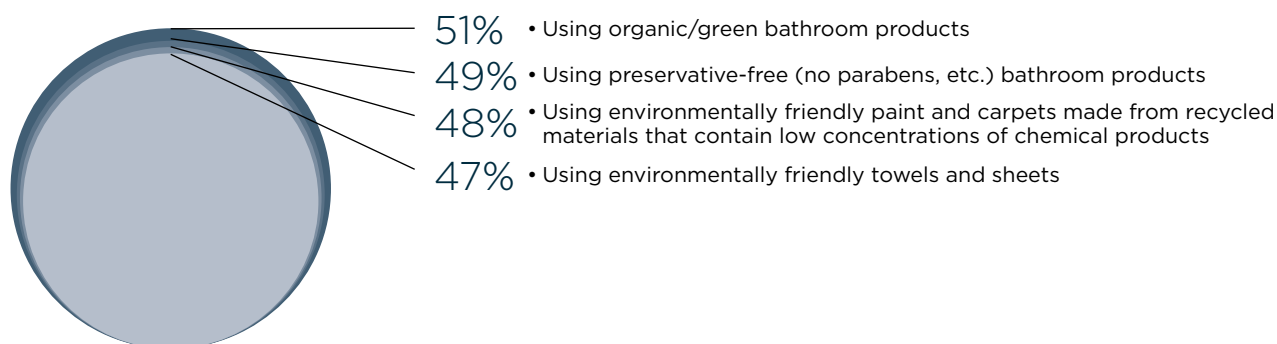 51% • Using organic/green bathroom products
49% • Using preservative-free (no parabens, etc.) bathroom products
48% • Using environmentally friendly paint and carpets made from recycled
materials that contain low concentrations of chemical products
47% • Using environmentally friendly towels and sheets